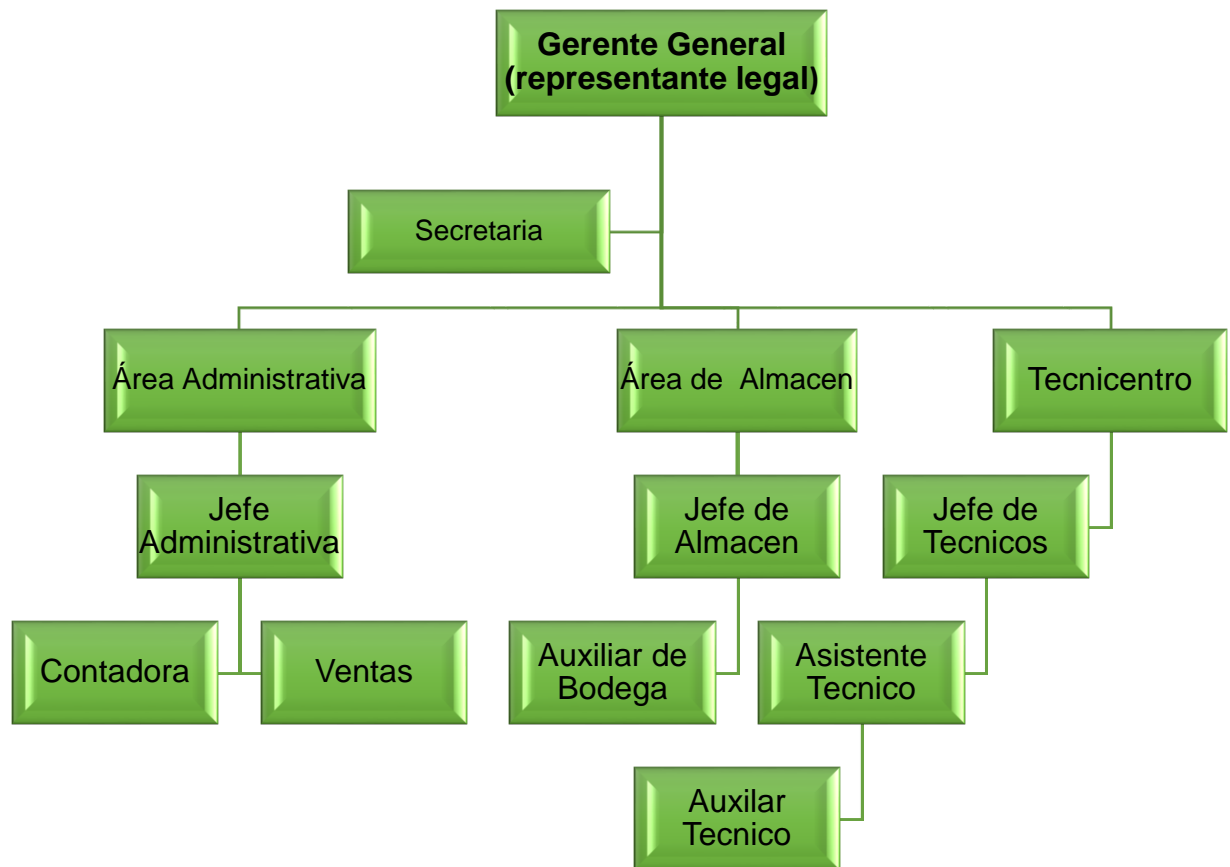 Gerente General
(representante legal)
Secretaria
Área Administrativa
Área de Almacen
Tecnicentro
Jefe
Administrativa
Jefe de
Almacen
Jefe de
Tecnicos
Contadora
Ventas
Auxiliar de
Bodega
Asistente
Tecnico
Auxilar
Tecnico